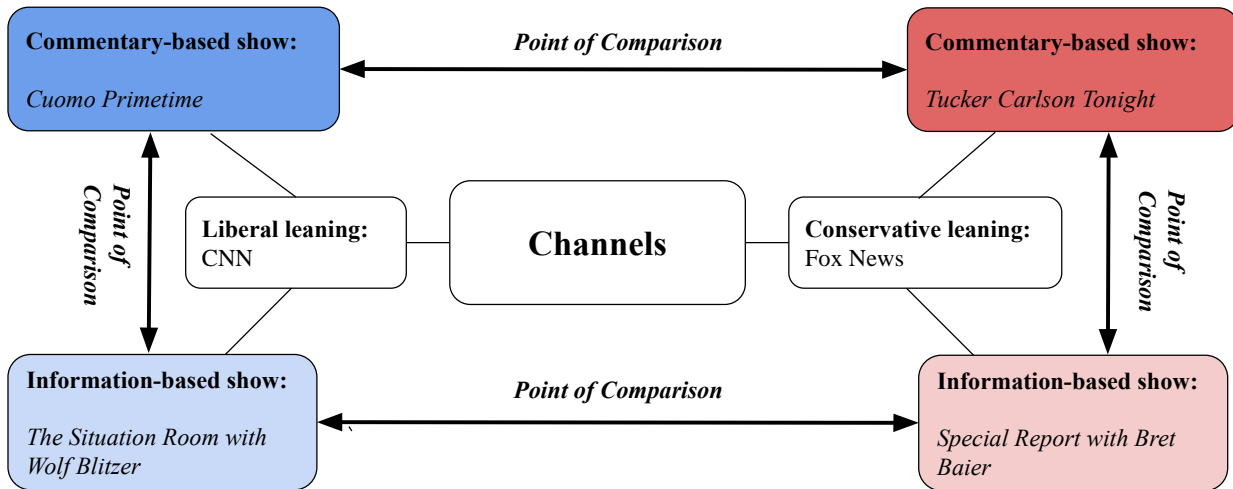 Commentary-based show:
Cuomo Primetime
Point of Comparison
Commentary-based show:
Tucker Carlson Tonight
Point of
Comparison
Liberal leaning:
CNN
Channels
Conservative leaning:
Fox News
Point of
Comparison
Information-based show:
The Situation Room with
Wolf Blitzer
Point of Comparison
Information-based show:
Special Report with Bret
Baier